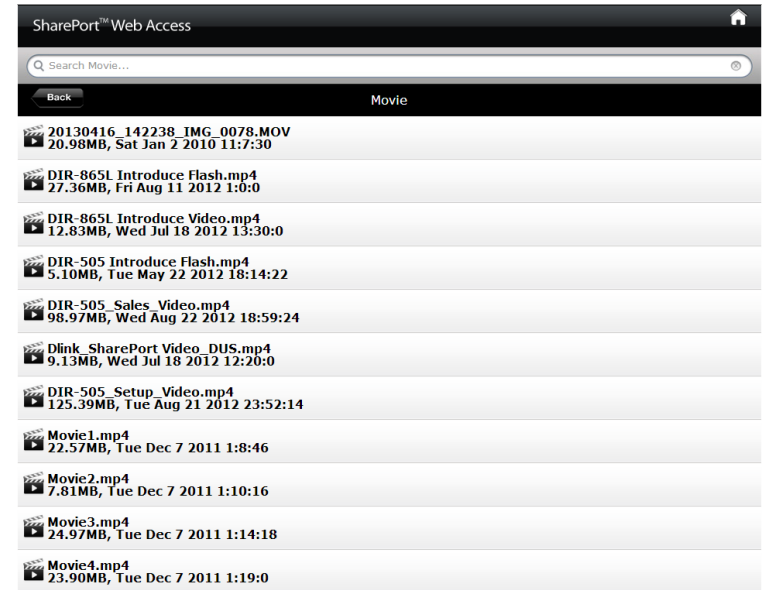 SharePort™ Web Access
Search Movie...
Back
Movie
20130416_142238_IMG_0078.MOV
20.98MB, Sat Jan 2 2010 11:7:30
DIR-865L Introduce Flash.mp4
27.36MB, Fri Aug 11 2012 1:0:0
DIR-865L Introduce Video.mp4
12.83MB, Wed Jul 18 2012 13:30:0
DIR-505 Introduce Flash.mp4
5.10MB, Tue May 22 2012 18:14:22
DIR-505_Sales_Video.mp4
98.97MB, Wed Aug 22 2012 18:59:24
Dlink_SharePort Video_DUS.mp4
9.13MB, Wed Jul 18 2012 12:20:0
DIR-505_Setup_Video.mp4
125.39MB, Tue Aug 21 2012 23:52:14
Movie1.mp4
22.57MB, Tue Dec 7 2011 1:8:46
Movie2.mp4
7.81MB, Tue Dec 7 2011 1:10:16
Movie3.mp4
24.97MB, Tue Dec 7 2011 1:14:18
Movie4.mp4
23.90MB, Tue Dec 7 2011 1:19:0